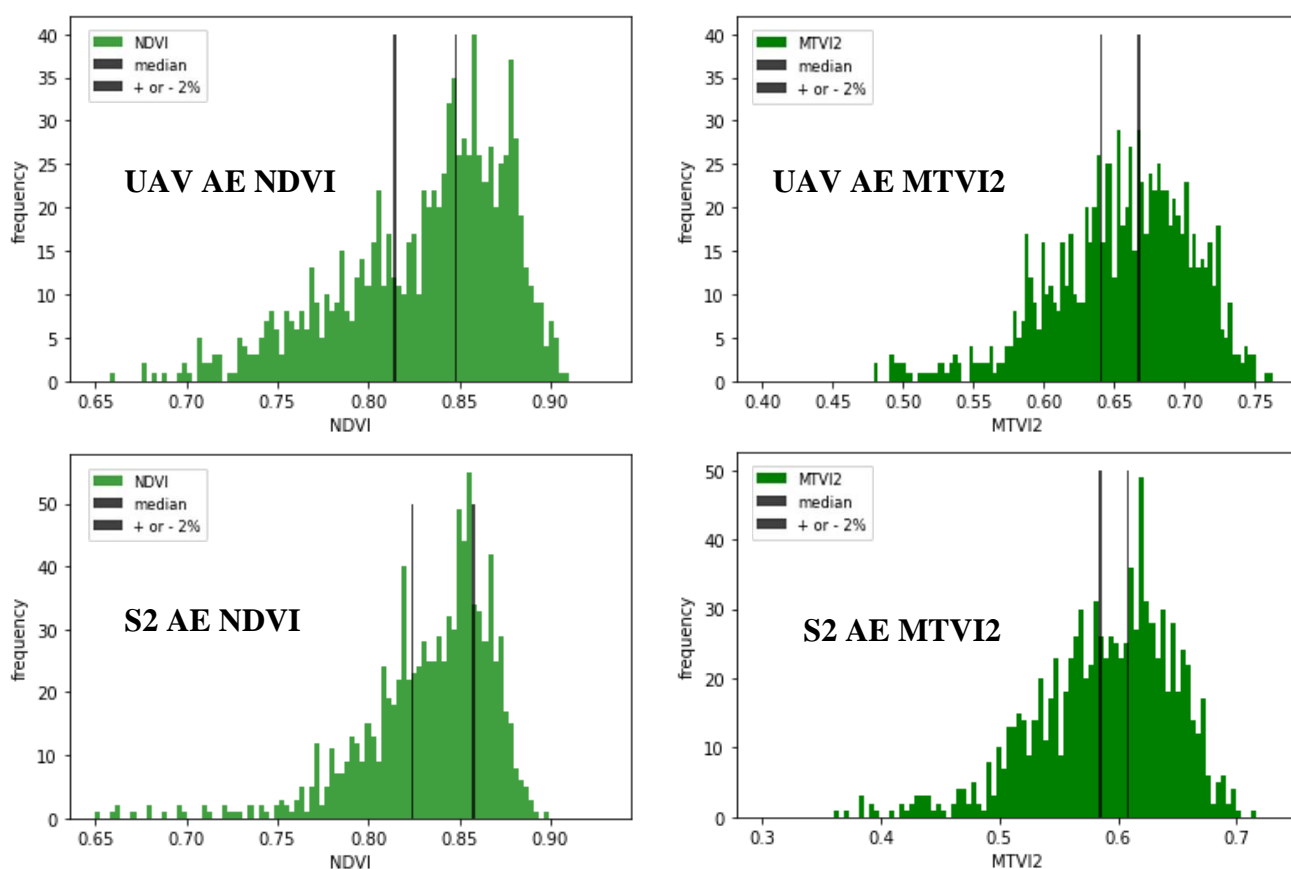 40
35
30
25
20
15
10
5
0
frequency
NDVI
median
+ or - 2%
UAV AE NDVI
0.65 0.70 0.75 0.80 0.85 0.90
NDVI
40
35
30
25
20
15
10
5
0
frequency
MTVI2
median
+ or - 2%
UAV AE MTVI2
0.40 0.45 0.50 0.55 0.60 0.65 0.70 0.75
MTVI2
50
40
30
20
10
0
frequency
NDVI
median
+ or - 2%
S2 AE NDVI
0.65 0.70 0.75 0.80 0.85 0.90
NDVI
50
40
30
20
10
0
frequency
MTVI2
median
+ or - 2%
S2 AE MTVI2
0.3 0.4 0.5 0.6 0.7
MTVI2